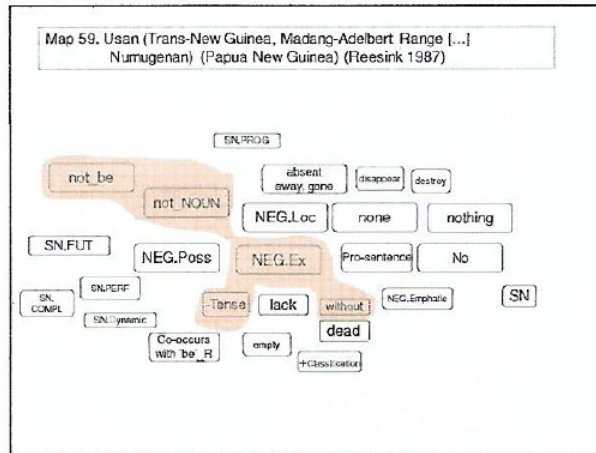 Map 59. Usan (Trans-New Guinea, Madang-Adelbert Range [...]
Numugenan) (Papua New Guinea) (Reesink 1987)
SN.PROG
not_be
absent
away, gone
disappear
destroy
not_NOUN
NEG.Loc
none
nothing
SN.FUT
NEG.Poss
NEG.Ex
Pro-sentence
No
SN.
COMPL
SN.PERF
-Tense
lack
without
NEG.Emphatic
SN
SN.Dynamic
dead
Co-occurs
with 'be'_R
empty
+Classification